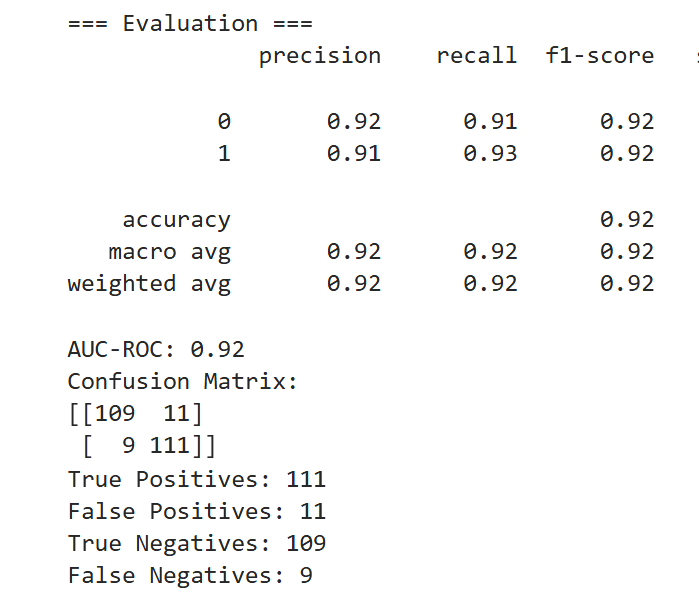 === Evaluation ===
precision recall f1-score
0 0.92 0.91 0.92
1 0.91 0.93 0.92
accuracy 0.92
macro avg 0.92 0.92 0.92
weighted avg 0.92 0.92 0.92
AUC-ROC: 0.92
Confusion Matrix:
[[109 11]
[ 9 111]]
True Positives: 111
False Positives: 11
True Negatives: 109
False Negatives: 9